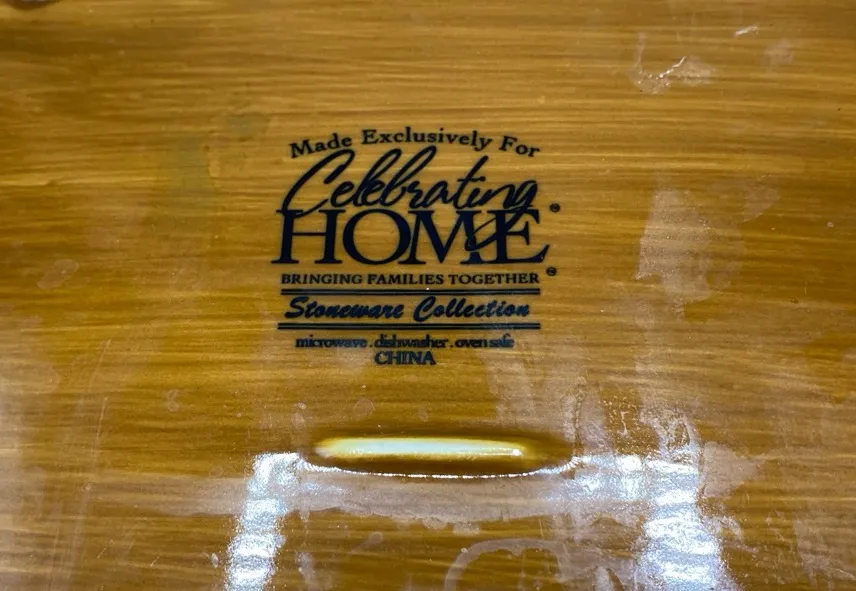 Made Exclusively For
Celebrating
HOME®
BRINGING FAMILIES TOGETHER®
Stoneware Collection
microwave . dishwasher . oven safe
CHINA